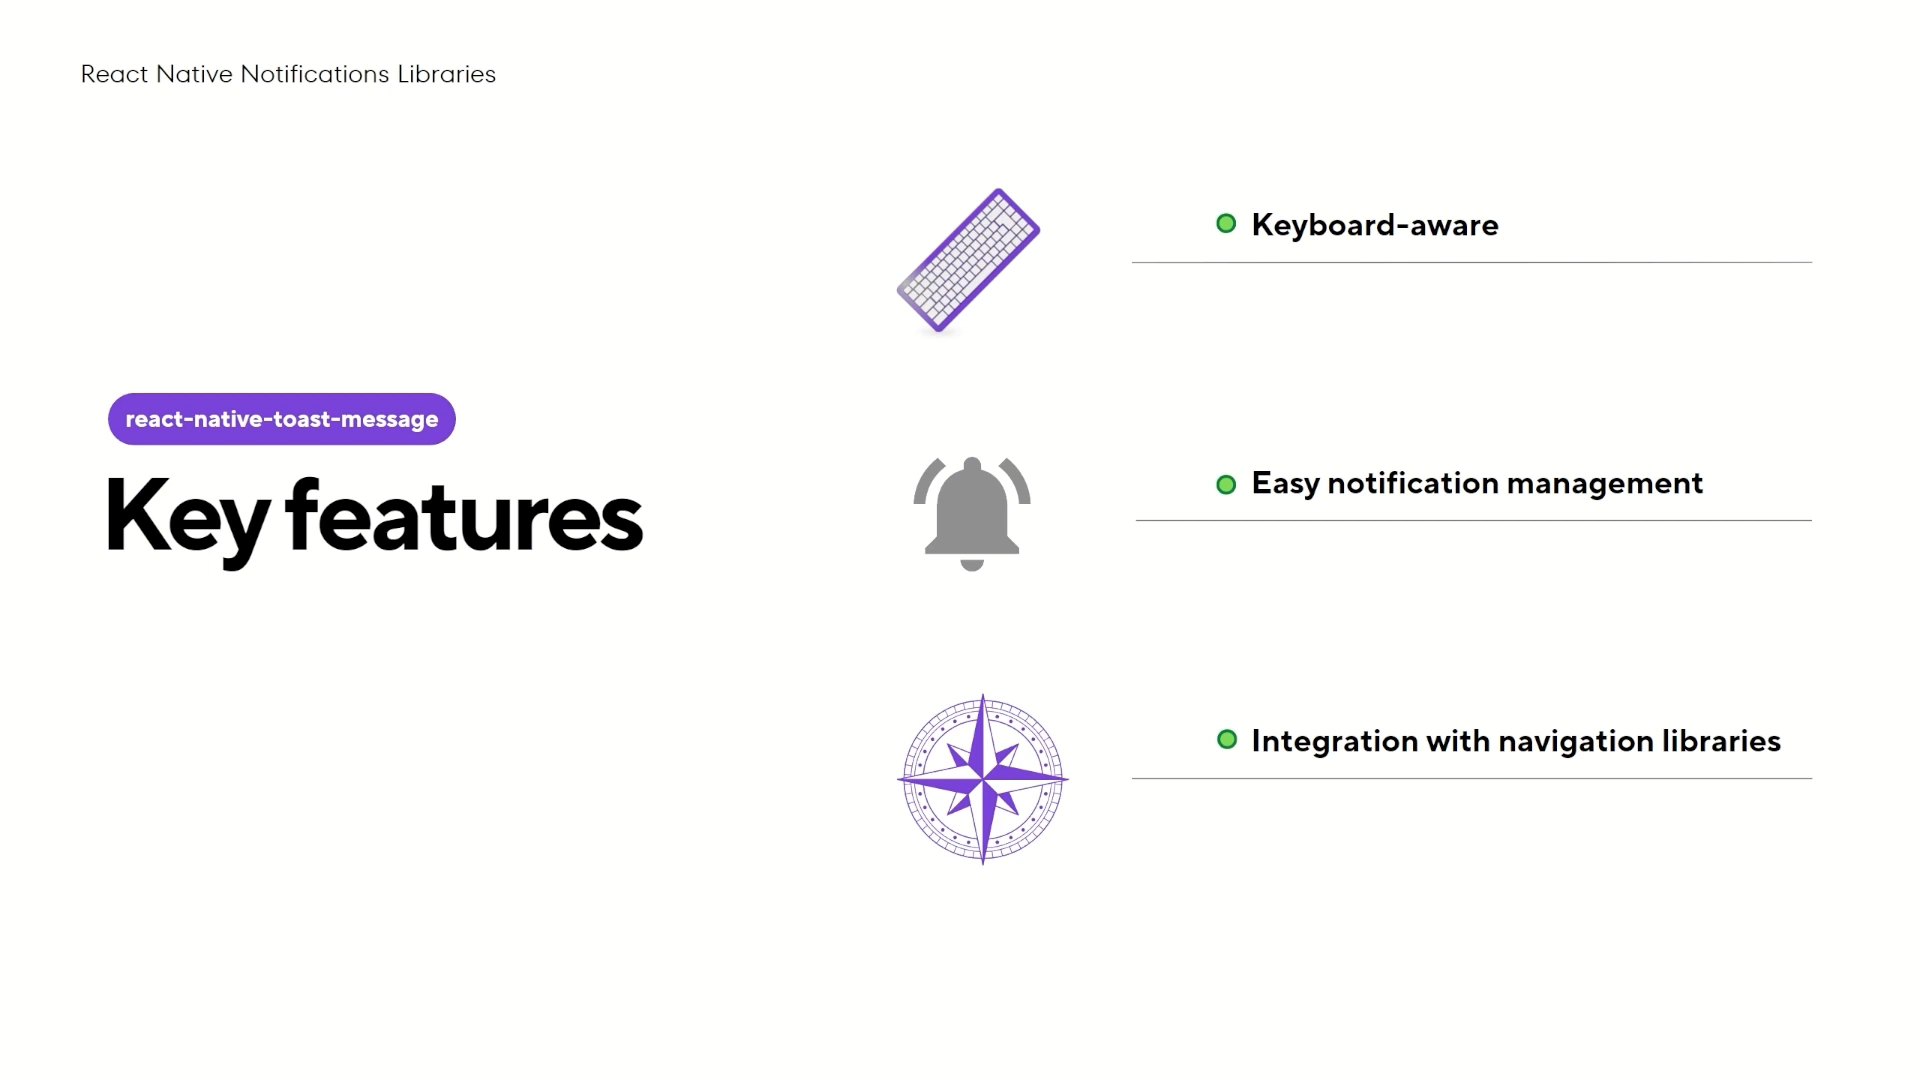 React Native Notifications Libraries
react-native-toast-message
Key features
Keyboard-aware
Easy notification management
Integration with navigation libraries